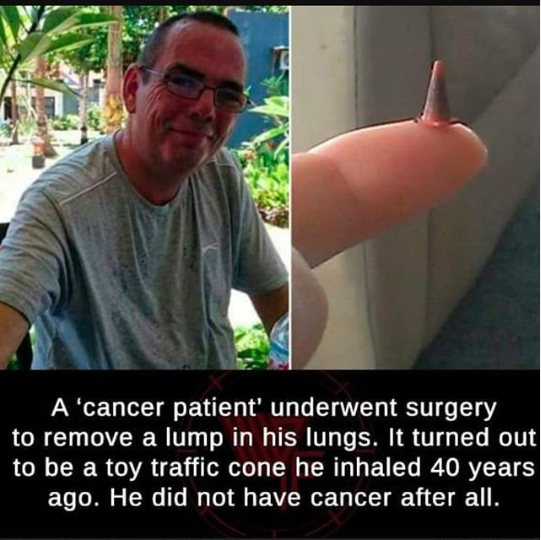 A ‘cancer patient’ underwent surgery
to remove a lump in his lungs. It turned out
to be a toy traffic cone he inhaled 40 years
ago. He did not have cancer after all.